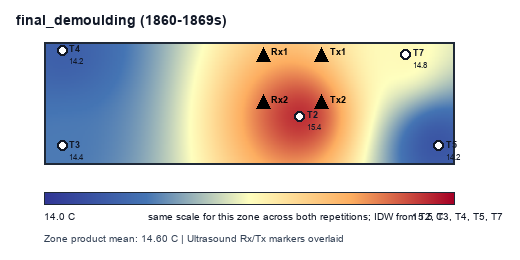 final_demoulding (1860-1869s)
T4
14.2
Rx1
Tx1
T7
14.8
Rx2
Tx2
T2
15.4
T3
14.4
T5
14.2
14.0 C
same scale for this zone across both repetitions; IDW from T2, T3, T4, T5, T7
Zone product mean: 14.60 C | Ultrasound Rx/Tx markers overlaid